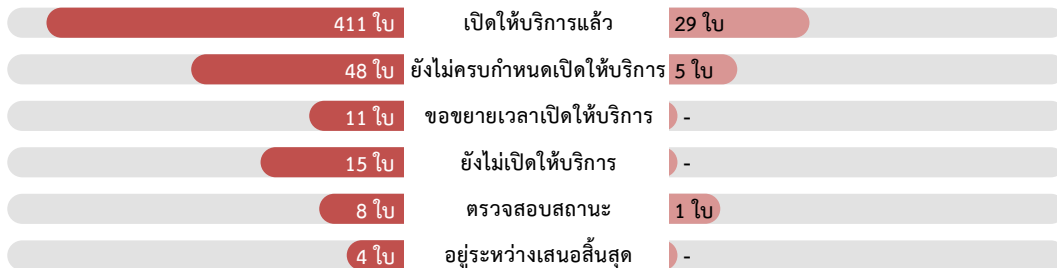 411 ใบ เปิดให้บริการแล้ว 29 ใบ
48 ใบ ยังไม่ครบกำหนดเปิดให้บริการ 5 ใบ
11 ใบ ขอขยายเวลาเปิดให้บริการ -
15 ใบ ยังไม่เปิดให้บริการ -
8 ใบ ตรวจสอบสถานะ 1 ใบ
4 ใบ อยู่ระหว่างเสนอสิ้นสุด -